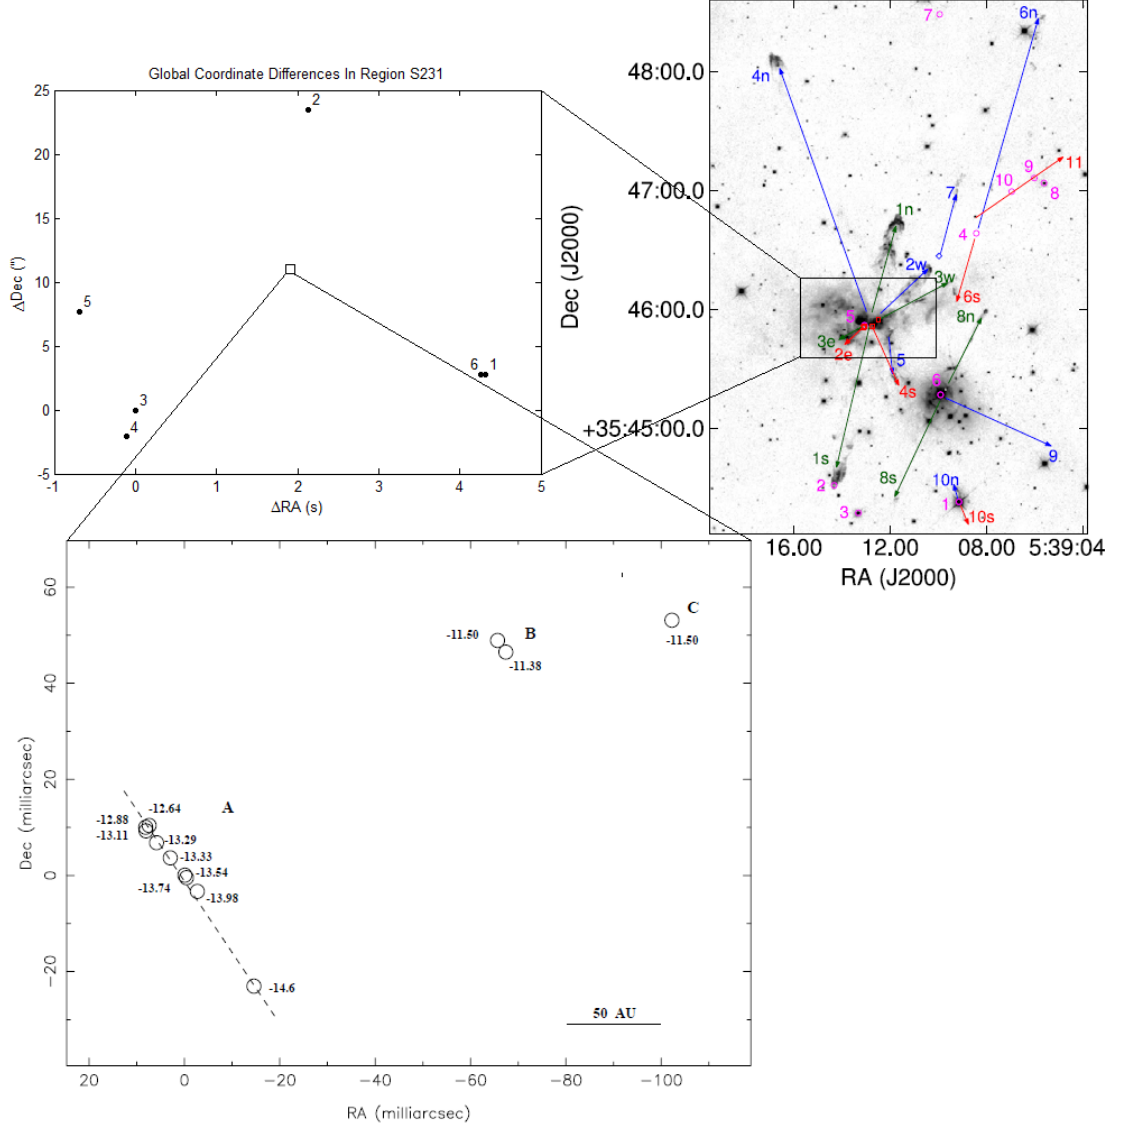 Global Coordinate Differences In Region S231
25
20
15
10
5
0
-5
-1
0
1
2
3
4
5
ΔDec (")
ΔRA (s)
2
5
3
4
6 1
48:00.0
47:00.0
46:00.0
+35:45:00.0
Dec (J2000)
16.00
12.00
08.00
5:39:04
RA (J2000)
7
6n
4n
11
9
10
8
7
1n
4
2w
3w
6s
8n
5
3e
2e
5
4s
6
1s
2
8s
9
10n
1
10s
3
60
40
20
0
−20
Dec (milliarcsec)
20
0
−20
−40
−60
−80
−100
RA (milliarcsec)
C
-11.50
B
-11.50
-11.38
A
-12.64
-12.88
-13.11
-13.29
-13.33
-13.54
-13.74
-13.98
-14.6
50 AU